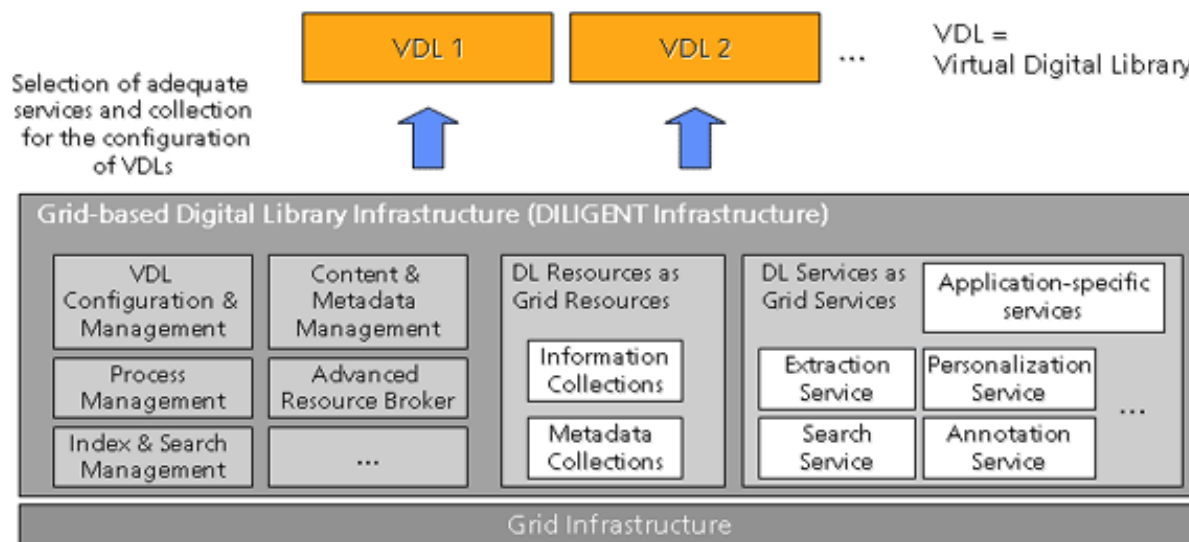 VDL 1
VDL 2
...
VDL =
Virtual Digital Library
Selection of adequate
services and collection
for the configuration
of VDLs
Grid-based Digital Library Infrastructure (DILIGENT Infrastructure)
VDL
Configuration &
Management
Content &
Metadata
Management
Process
Management
Advanced
Resource Broker
Index & Search
Management
...
DL Resources as
Grid Resources
Information
Collections
Metadata
Collections
DL Services as
Grid Services
Application-specific
services
Extraction
Service
Personalization
Service
Search
Service
Annotation
Service
...
Grid Infrastructure